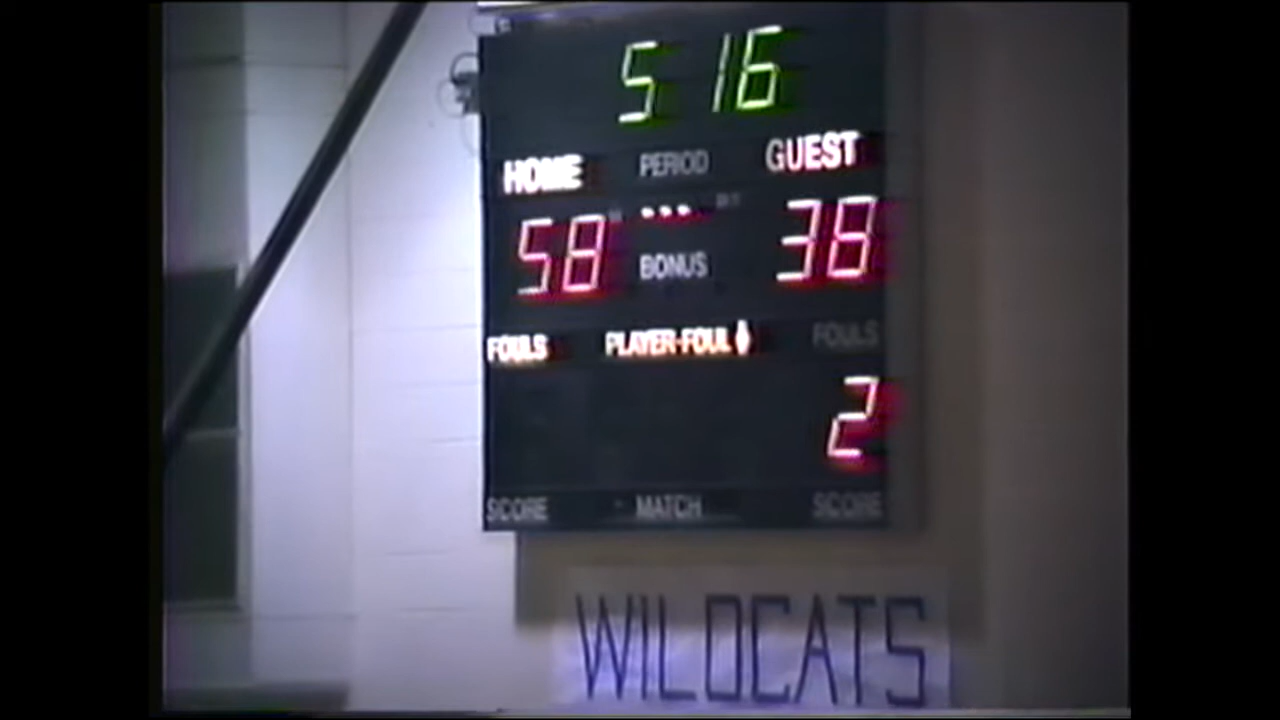 5 16
HOME PERIOD GUEST
58 BONUS 38
FOULS PLAYER-FOUL FOULS
2
SCORE MATCH SCORE
WILDCATS